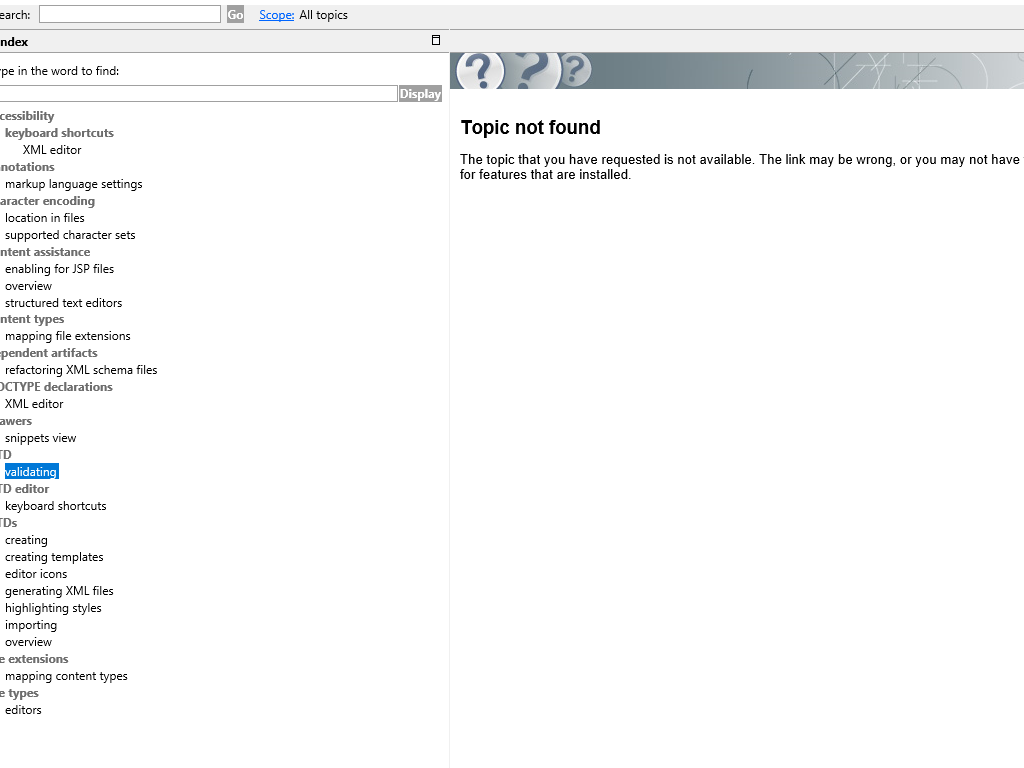 earch:
Go
Scope: All topics
ndex
pe in the word to find:
Display
cessibility
keyboard shortcuts
XML editor
notations
markup language settings
aracter encoding
location in files
supported character sets
ntent assistance
enabling for JSP files
overview
structured text editors
ntent types
mapping file extensions
pendent artifacts
refactoring XML schema files
OCTYPE declarations
XML editor
awers
snippets view
TD
validating
TD editor
keyboard shortcuts
TDs
creating
creating templates
editor icons
generating XML files
highlighting styles
importing
overview
e extensions
mapping content types
e types
editors
Topic not found
The topic that you have requested is not available. The link may be wrong, or you may not have
for features that are installed.